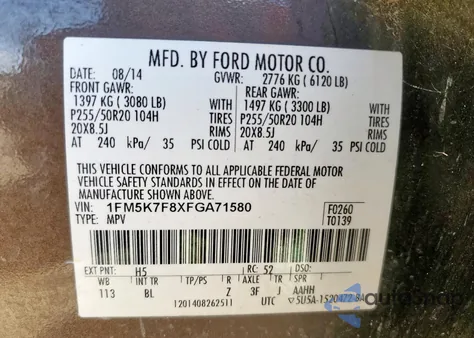 MFD. BY FORD MOTOR CO.
DATE: 08/14 GVWR: 2776 KG ( 6120 LB)
FRONT GAWR: REAR GAWR:
1397 KG ( 3080 LB) WITH 1497 KG ( 3300 LB) WITH
P255/50R20 104H TIRES P255/50R20 104H TIRES
20X8.5J RIMS 20X8.5J RIMS
AT 240 kPa/ 35 PSI COLD AT 240 kPa/ 35 PSI COLD
THIS VEHICLE CONFORMS TO ALL APPLICABLE FEDERAL MOTOR
VEHICLE SAFETY STANDARDS IN EFFECT ON THE DATE OF
MANUFACTURE SHOWN ABOVE.
VIN: 1FM5K7F8XFGA71580 F0260
TYPE: MPV T0139
EXT PNT: H5 RC: 52 DSO:
WB INT TR TP/PS R AXLE TR SPR
113 BL Z 3F J AAHH
1201408262511 UTC ▽5USA-1520472-BA
autoshop